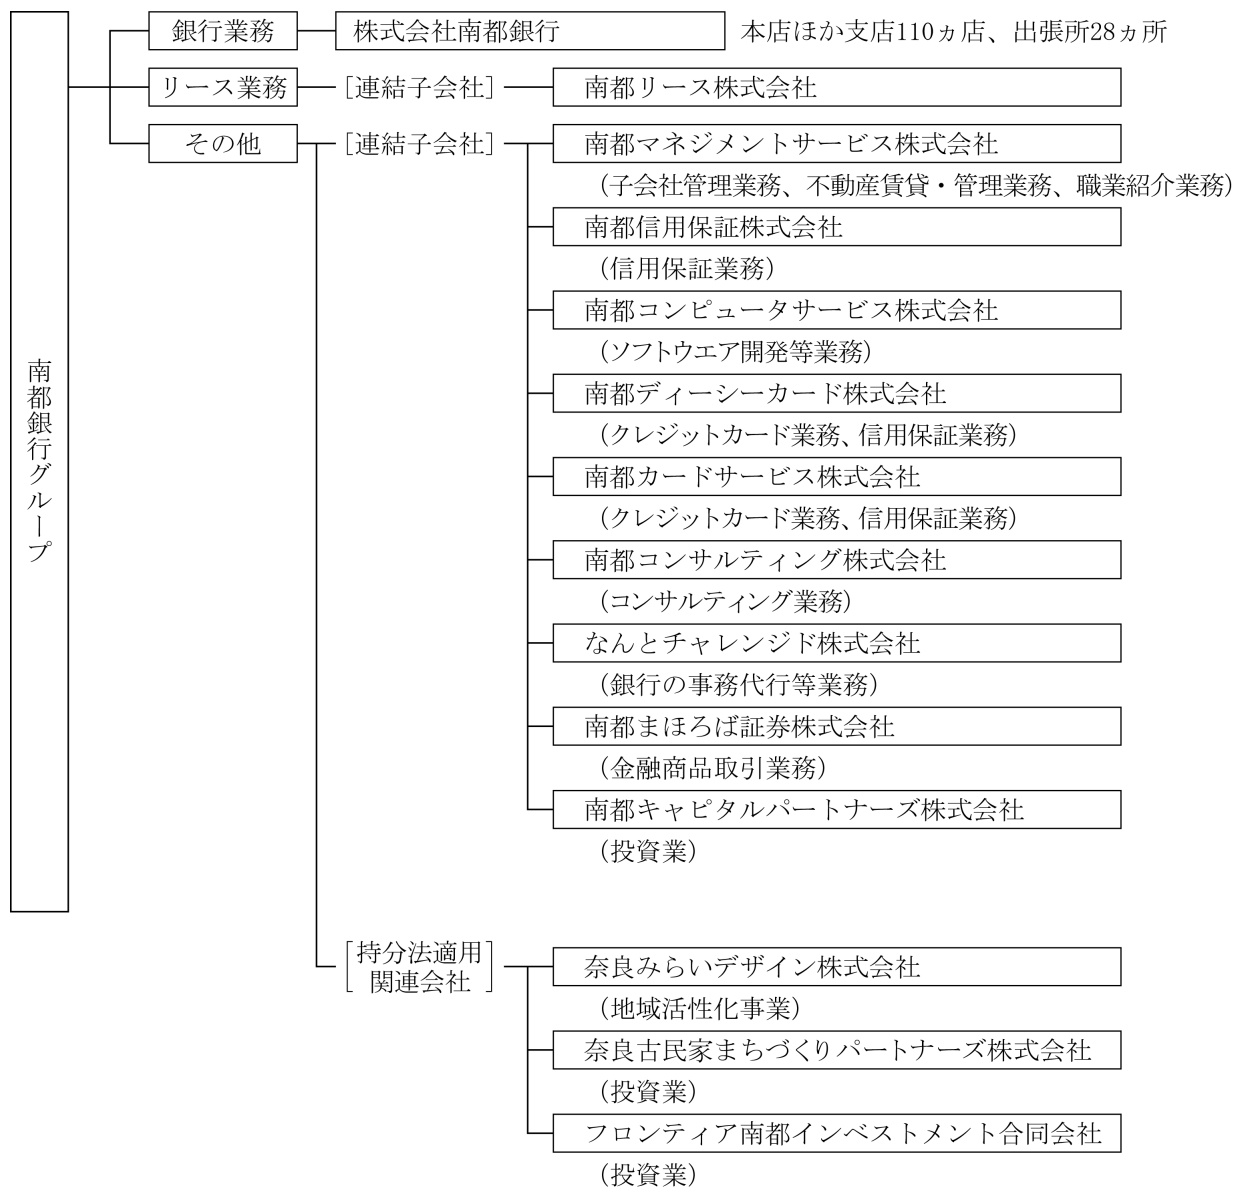 南都銀行グループ
銀行業務
株式会社南都銀行
本店ほか支店110ヵ店、出張所28ヵ所
リース業務
[連結子会社]
南都リース株式会社
その他
[連結子会社]
南都マネジメントサービス株式会社
(子会社管理業務、不動産賃貸・管理業務、職業紹介業務)
南都信用保証株式会社
(信用保証業務)
南都コンピュータサービス株式会社
(ソフトウエア開発等業務)
南都ディーシーカード株式会社
(クレジットカード業務、信用保証業務)
南都カードサービス株式会社
(クレジットカード業務、信用保証業務)
南都コンサルティング株式会社
(コンサルティング業務)
なんとチャレンジド株式会社
(銀行の事務代行等業務)
南都まほろば証券株式会社
(金融商品取引業務)
南都キャピタルパートナーズ株式会社
(投資業)
[持分法適用
関連会社]
奈良みらいデザイン株式会社
(地域活性化事業)
奈良古民家まちづくりパートナーズ株式会社
(投資業)
フロンティア南都インベストメント合同会社
(投資業)